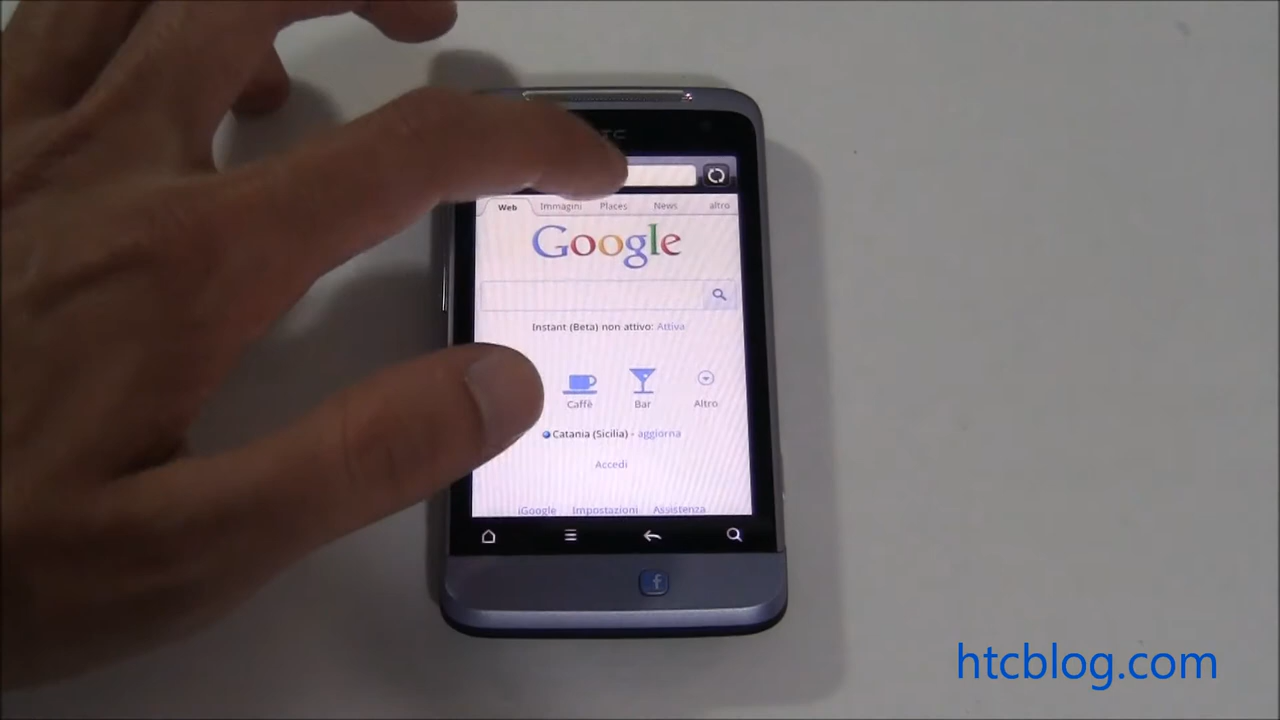 Web Immagini Places News altro
Google
Instant (Beta) non attivo: Attiva
Caffè Bar Altro
Catania (Sicilia) - aggiorna
Accedi
iGoogle Impostazioni Assistenza
f
htcblog.com